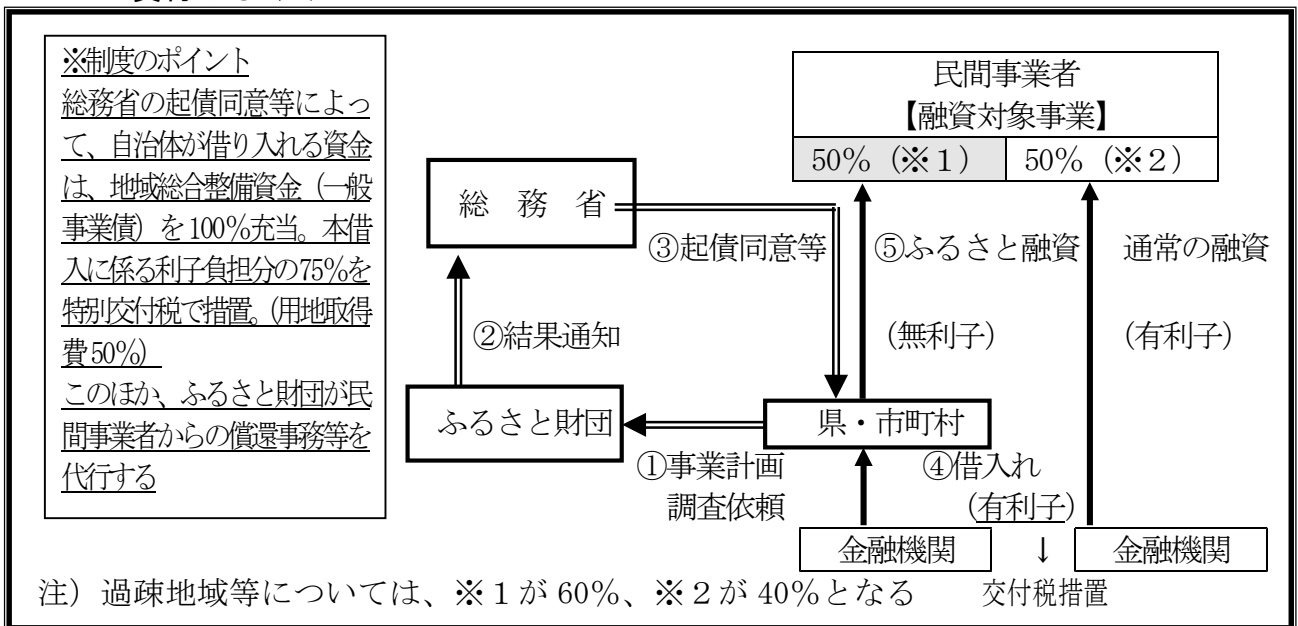 ※制度のポイント
総務省の起債同意等によっ
て、自治体が借り入れる資金
は、地域総合整備資金（一般
事業債）を100％充当。本借
入に係る利子負担分の75％を
特別交付税で措置。（用地取得
費50％）
このほか、ふるさと財団が民
間事業者からの償還事務等を
代行する
民間事業者
【融資対象事業】
50％（※１） 50％（※２）
総 務 省
③起債同意等 ⑤ふるさと融資 通常の融資
②結果通知 （無利子） （有利子）
ふるさと財団 県・市町村
①事業計画 ④借入れ
調査依頼 （有利子）
金融機関 ↓ 金融機関
注）過疎地域等については、※１が 60％、※２が 40％となる 交付税措置